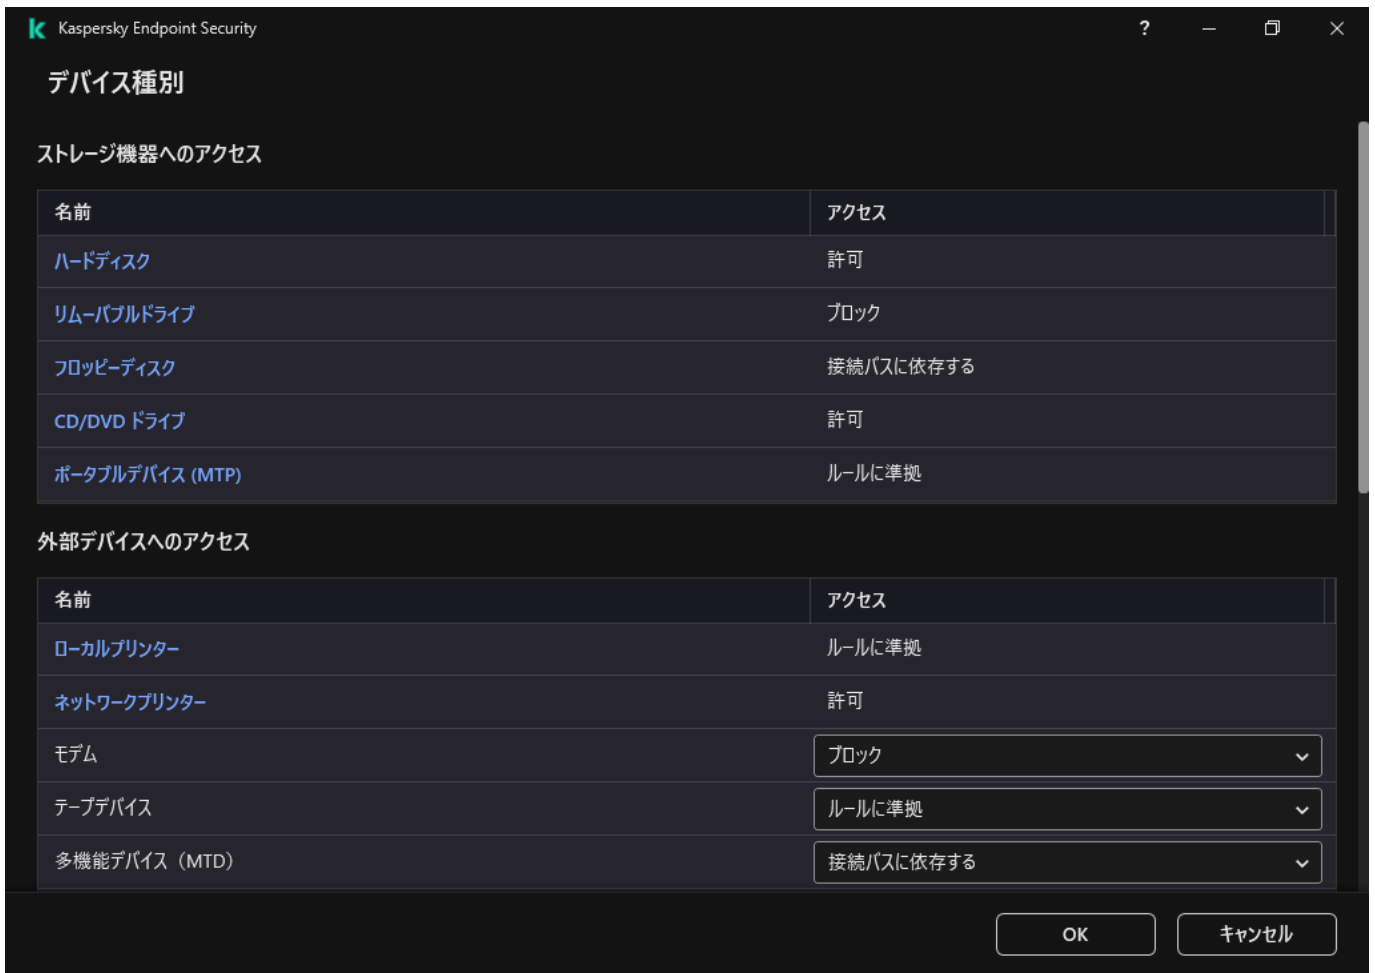 Kaspersky Endpoint Security
デバイス種別
ストレージ機器へのアクセス
名前 アクセス
ハードディスク 許可
リムーバブルドライブ ブロック
フロッピーディスク 接続バスに依存する
CD/DVD ドライブ 許可
ポータブルデバイス (MTP) ルールに準拠
外部デバイスへのアクセス
名前 アクセス
ローカルプリンター ルールに準拠
ネットワークプリンター 許可
モデム ブロック
テープデバイス ルールに準拠
多機能デバイス（MTD） 接続バスに依存する
OK キャンセル